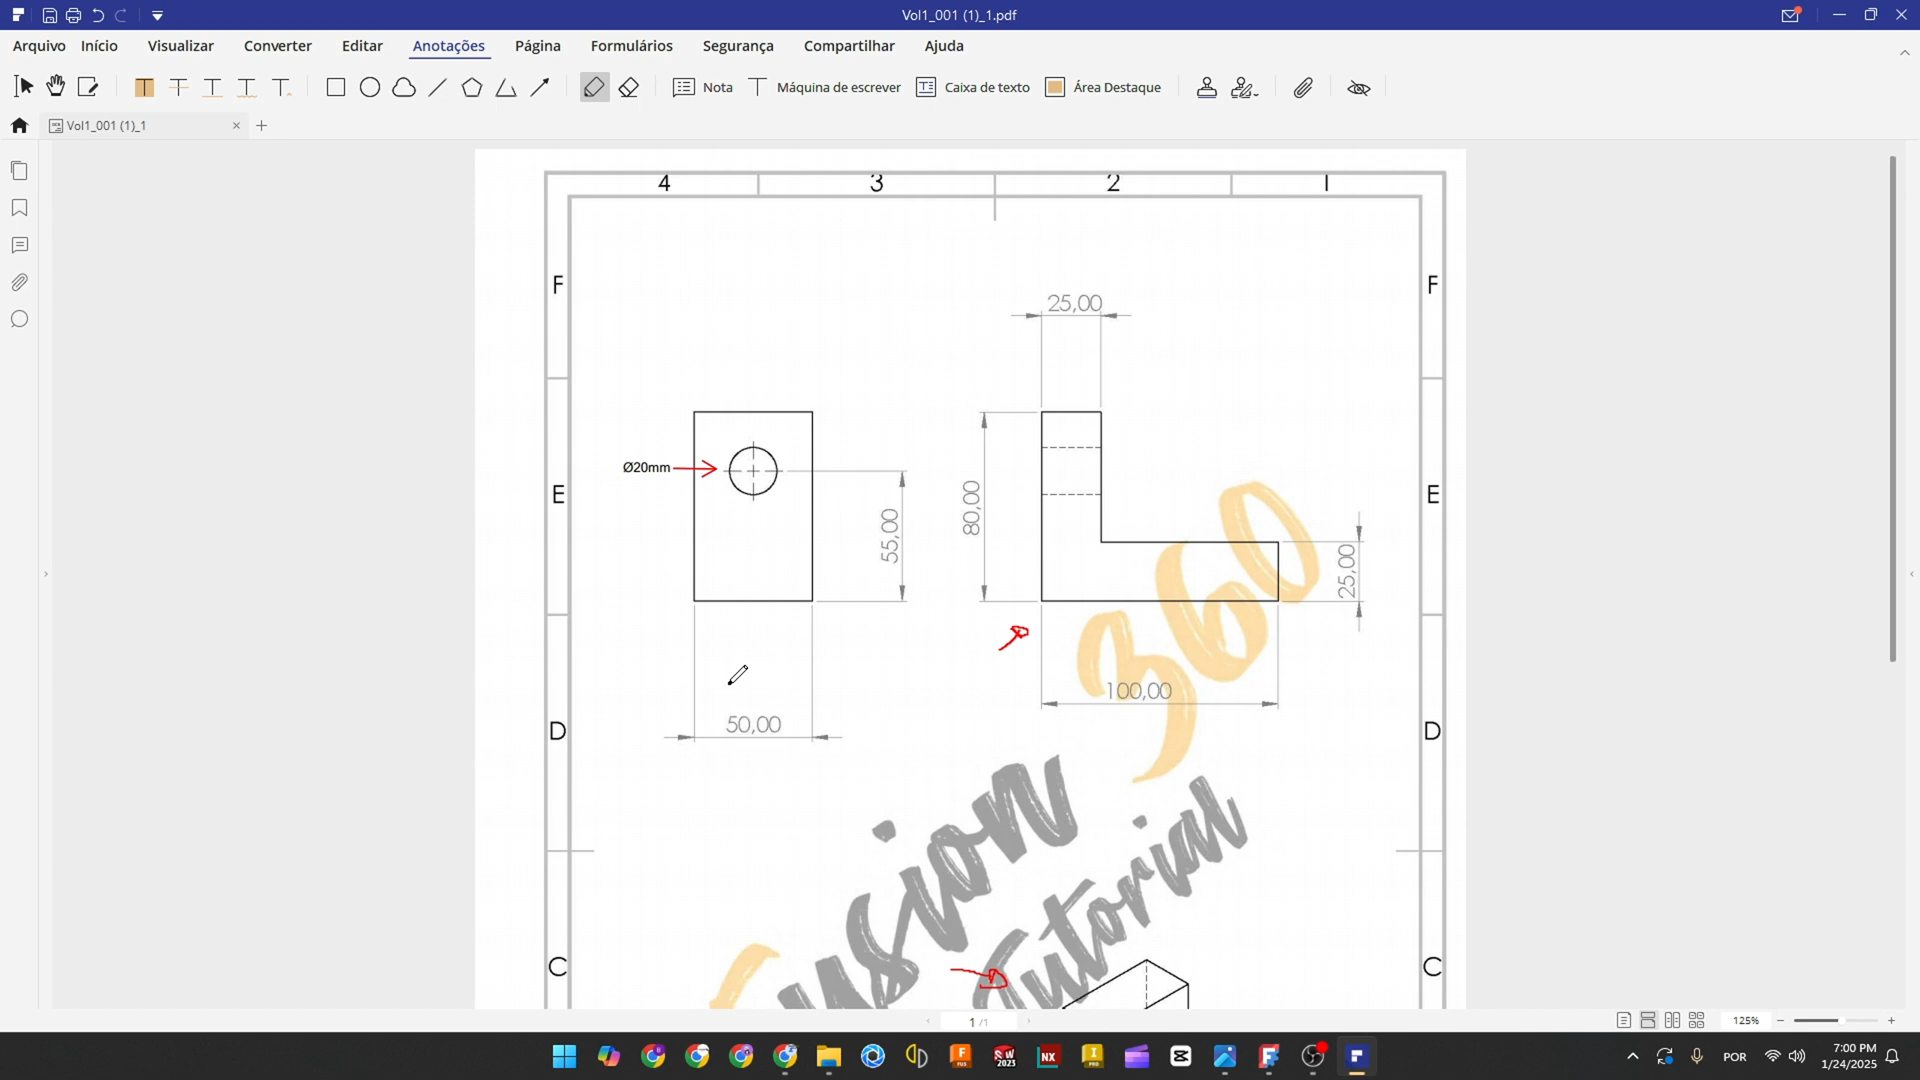 Vol1_001 (1)_1.pdf
Arquivo Início Visualizar Converter Editar Anotações Página Formulários Segurança Compartilhar Ajuda
Nota Máquina de escrever Caixa de texto Área Destaque
Vol1_001 (1)_1
4 3 2 1
F F
25,00
Ø20mm
E E
80,00
55,00
25,00
360
100,00
50,00
D D
Fusion
Tutorial
C C
1 /1
125%
POR
7:00 PM
1/24/2025